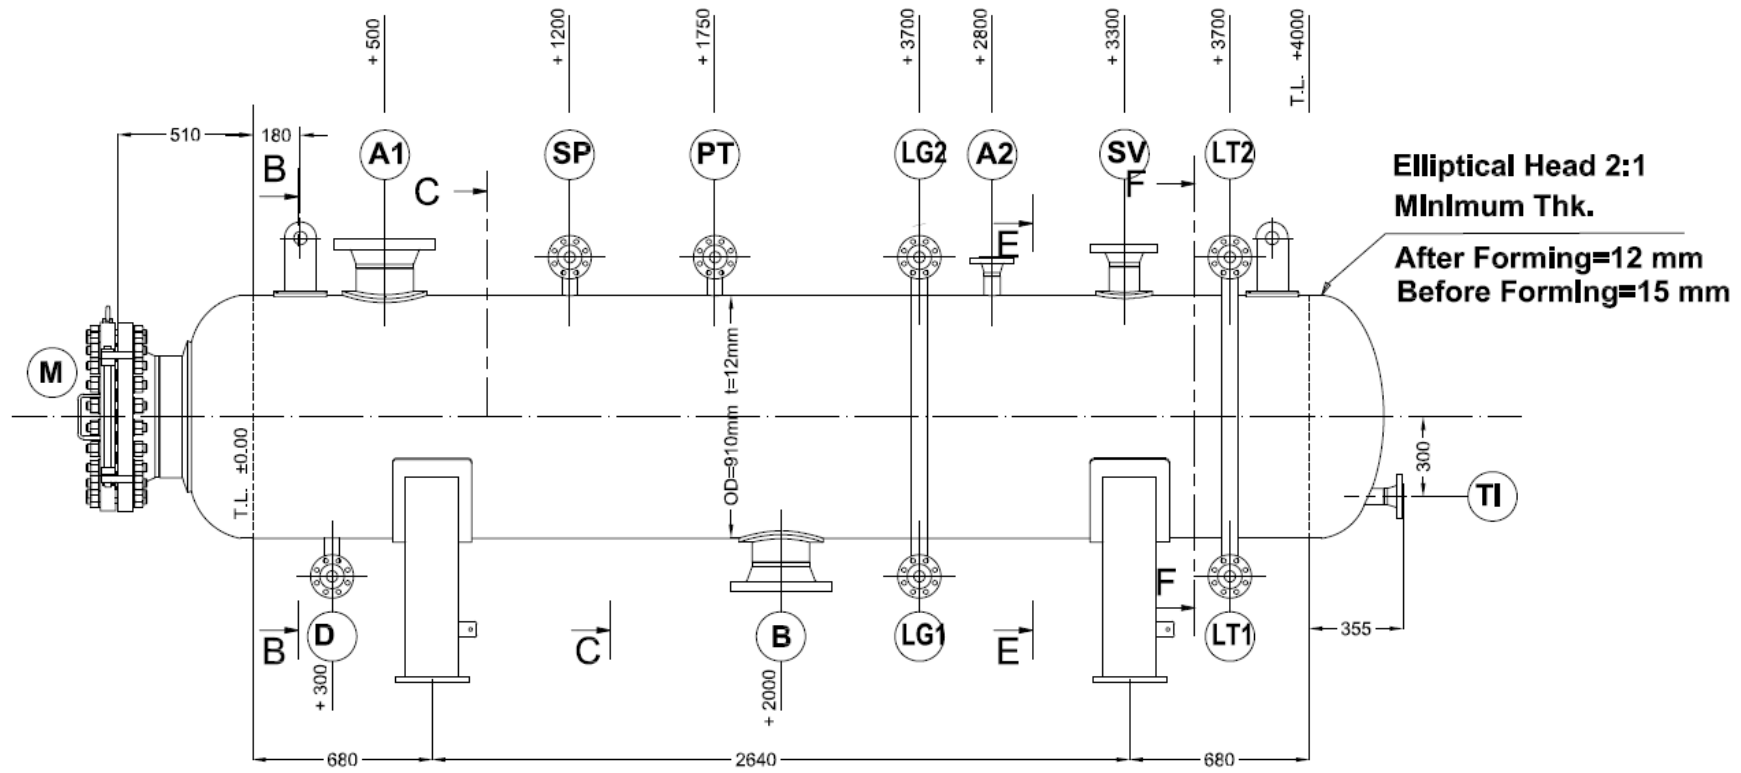 + 500
+ 1200
+ 1750
+ 3700
+ 2800
+ 3300
+ 3700
T.L. +4000
510
180
A1
SP
PT
LG2
A2
SV
LT2
B
C
F
E
Elliptical Head 2:1
Minimum Thk.
After Forming=12 mm
Before Forming=15 mm
M
T.L. ±0.00
OD=910mm t=12mm
300
TI
F
B
D
C
B
LG1
E
LT1
355
+ 300
+ 2000
680
2640
680